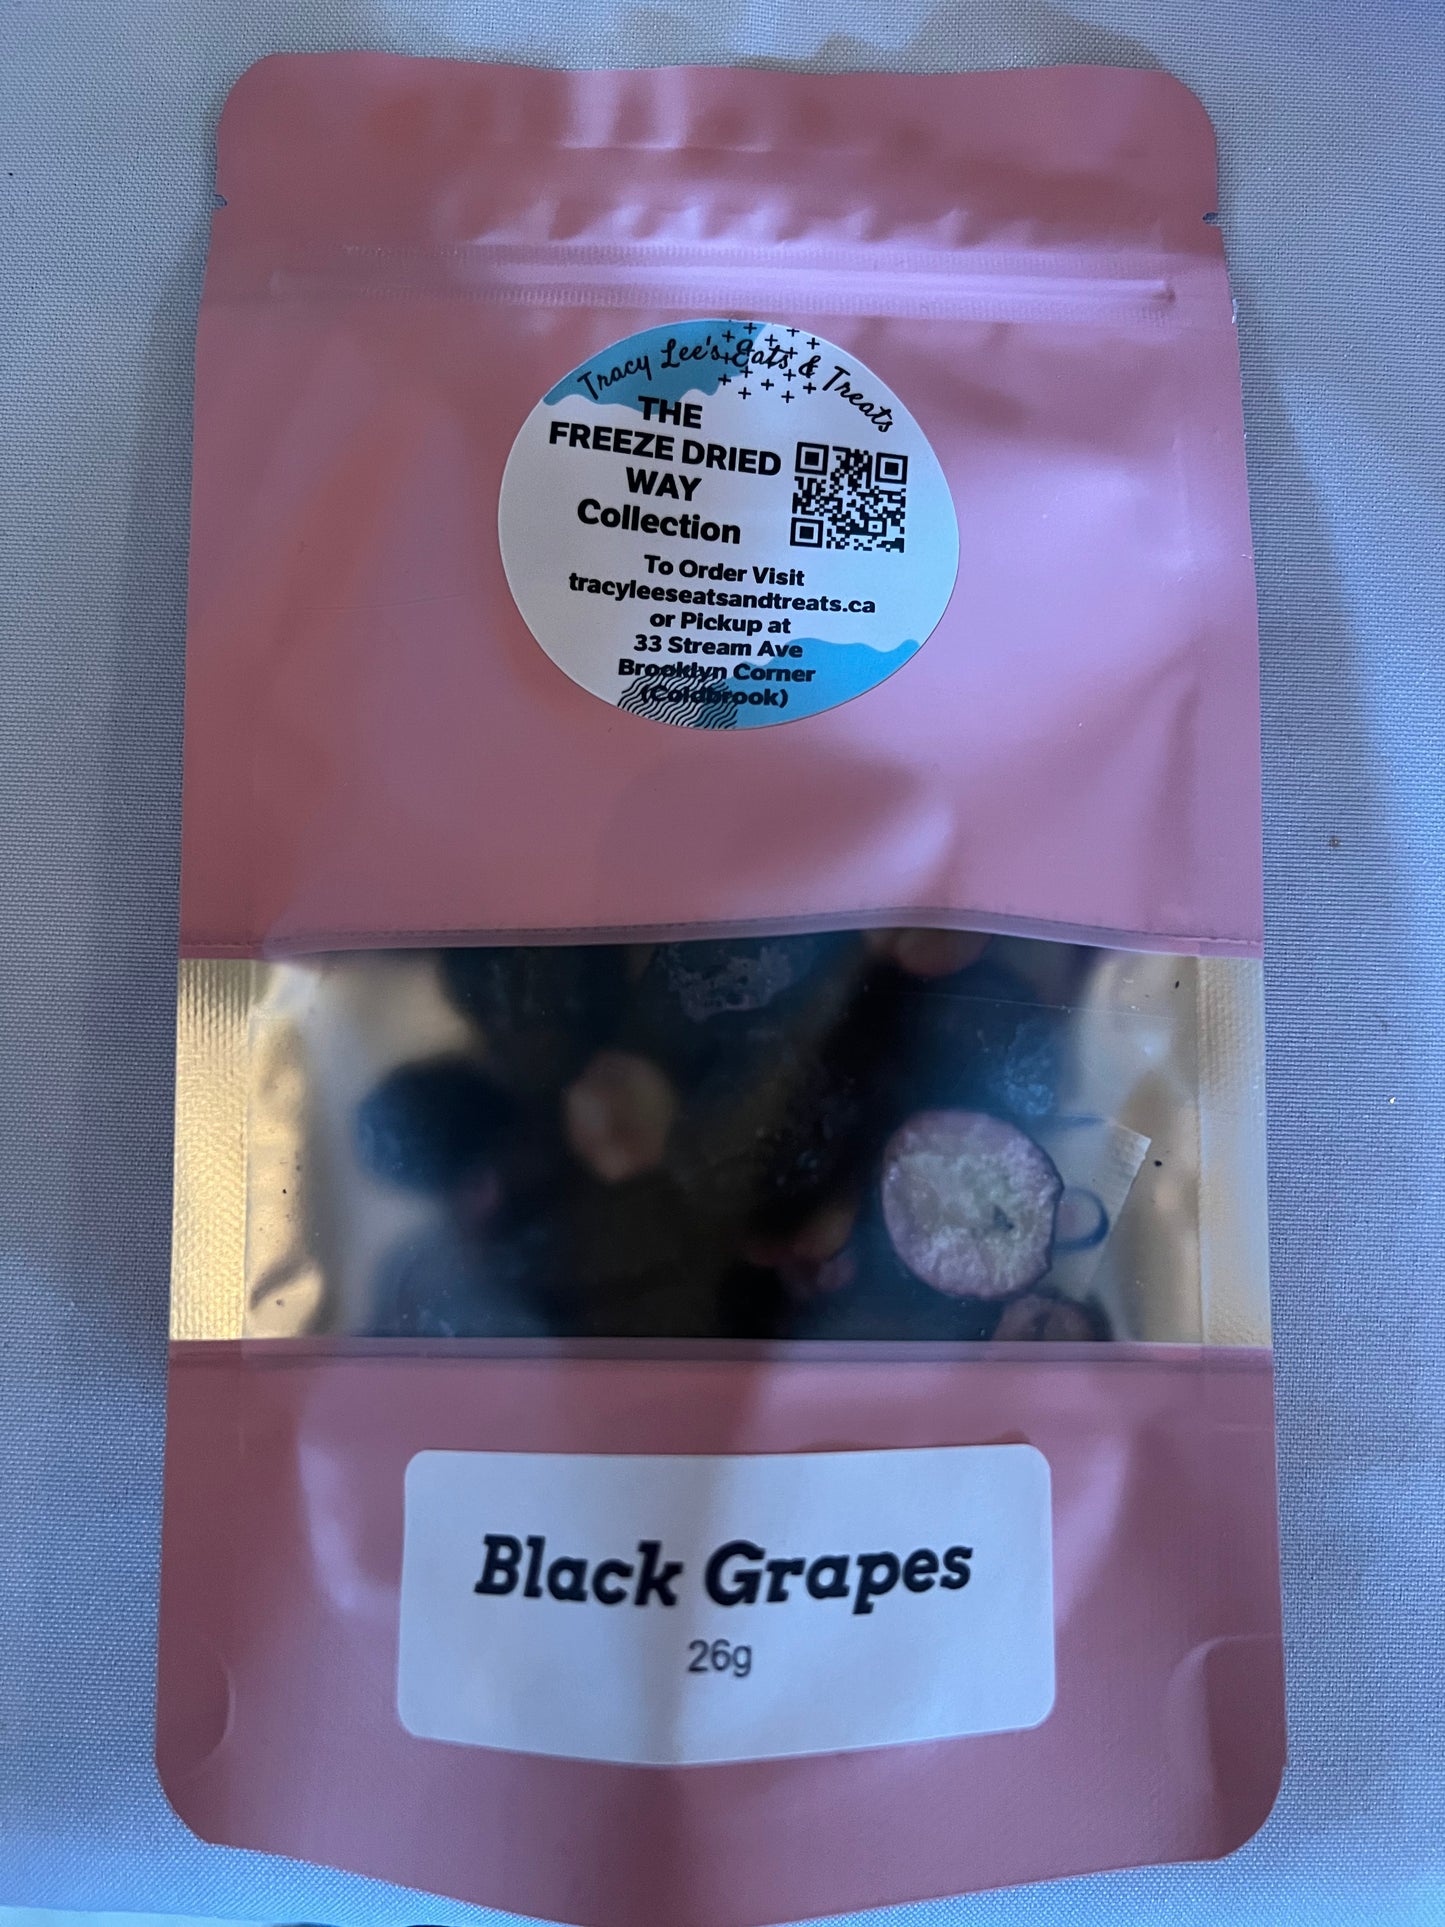 Tracy Lee's Eats & Treats
THE
FREEZE DRIED
WAY
Collection
To Order Visit
tracyleeseatsandtreats.ca
or Pickup at
33 Stream Ave
Brooklyn Corner
(Coldbrook)
Black Grapes
26g